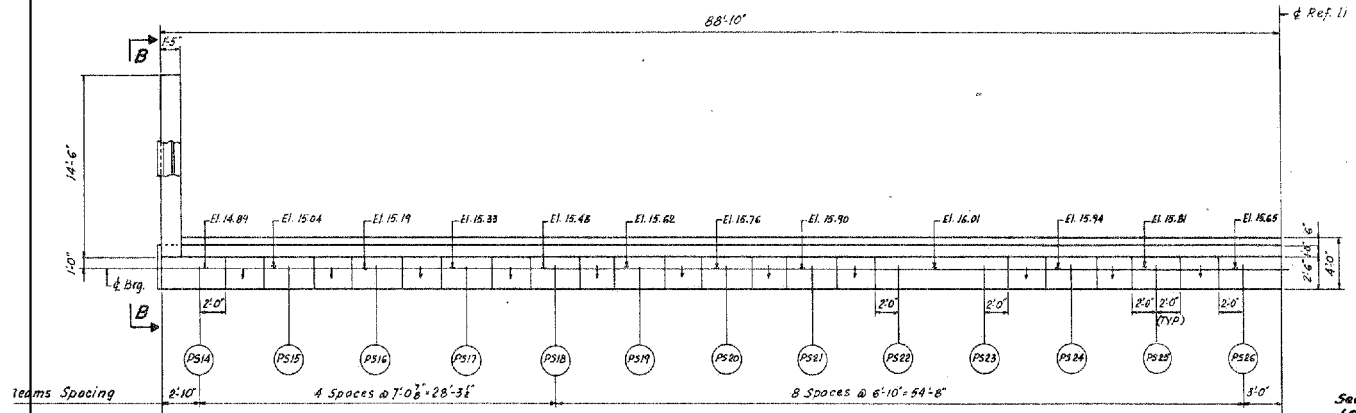 88'-10"
₵ Ref. Li
B
1'-5"
14'-6"
El. 14.89
El. 15.04
El. 15.19
El. 15.33
El. 15.48
El. 15.62
El. 15.76
El. 15.90
El. 16.01
El. 15.94
El. 15.81
El. 15.65
6"
10"
2'-6"
4'-0"
1'-0"
₵ Brg.
2'-0"
2'-0"
2'-0"
2'-0"
2'-0"
2'-0"
(TYP.)
B
PS14
PS15
PS16
PS17
PS18
PS19
PS20
PS21
PS22
PS23
PS24
PS25
PS26
eams Spacing
2'-10"
4 Spaces @ 7'-0 7/8" = 28'-3 1/2"
8 Spaces @ 6'-10" = 54'-8"
3'-0"